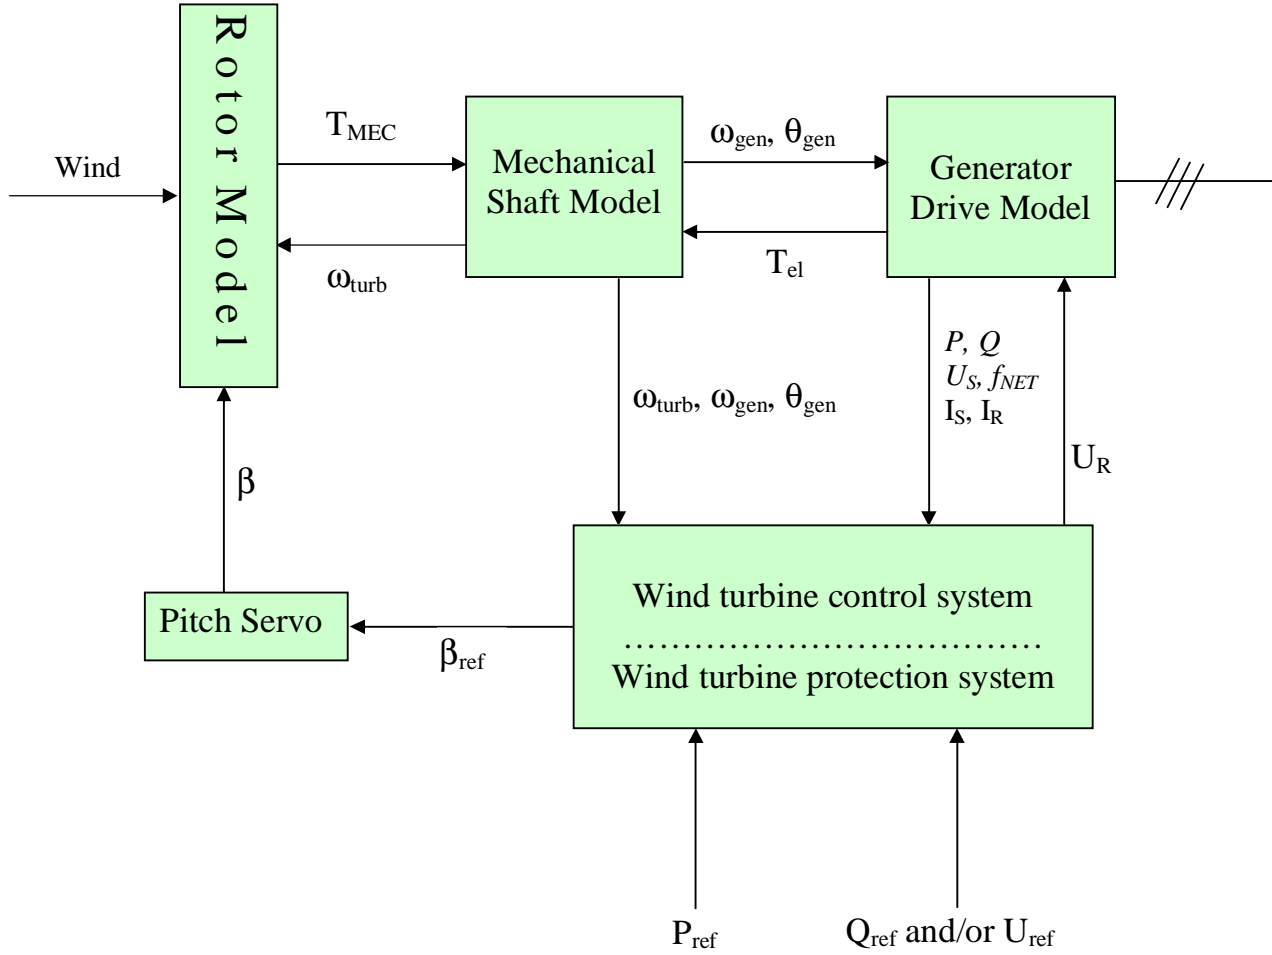 Rotor Model
Wind
T_MEC
ω_turb
Mechanical
Shaft Model
ω_gen, θ_gen
T_el
Generator
Drive Model
ω_turb, ω_gen, θ_gen
P, Q
U_S, f_NET
I_S, I_R
U_R
β
Pitch Servo
β_ref
Wind turbine control system
....................................
Wind turbine protection system
P_ref
Q_ref and/or U_ref